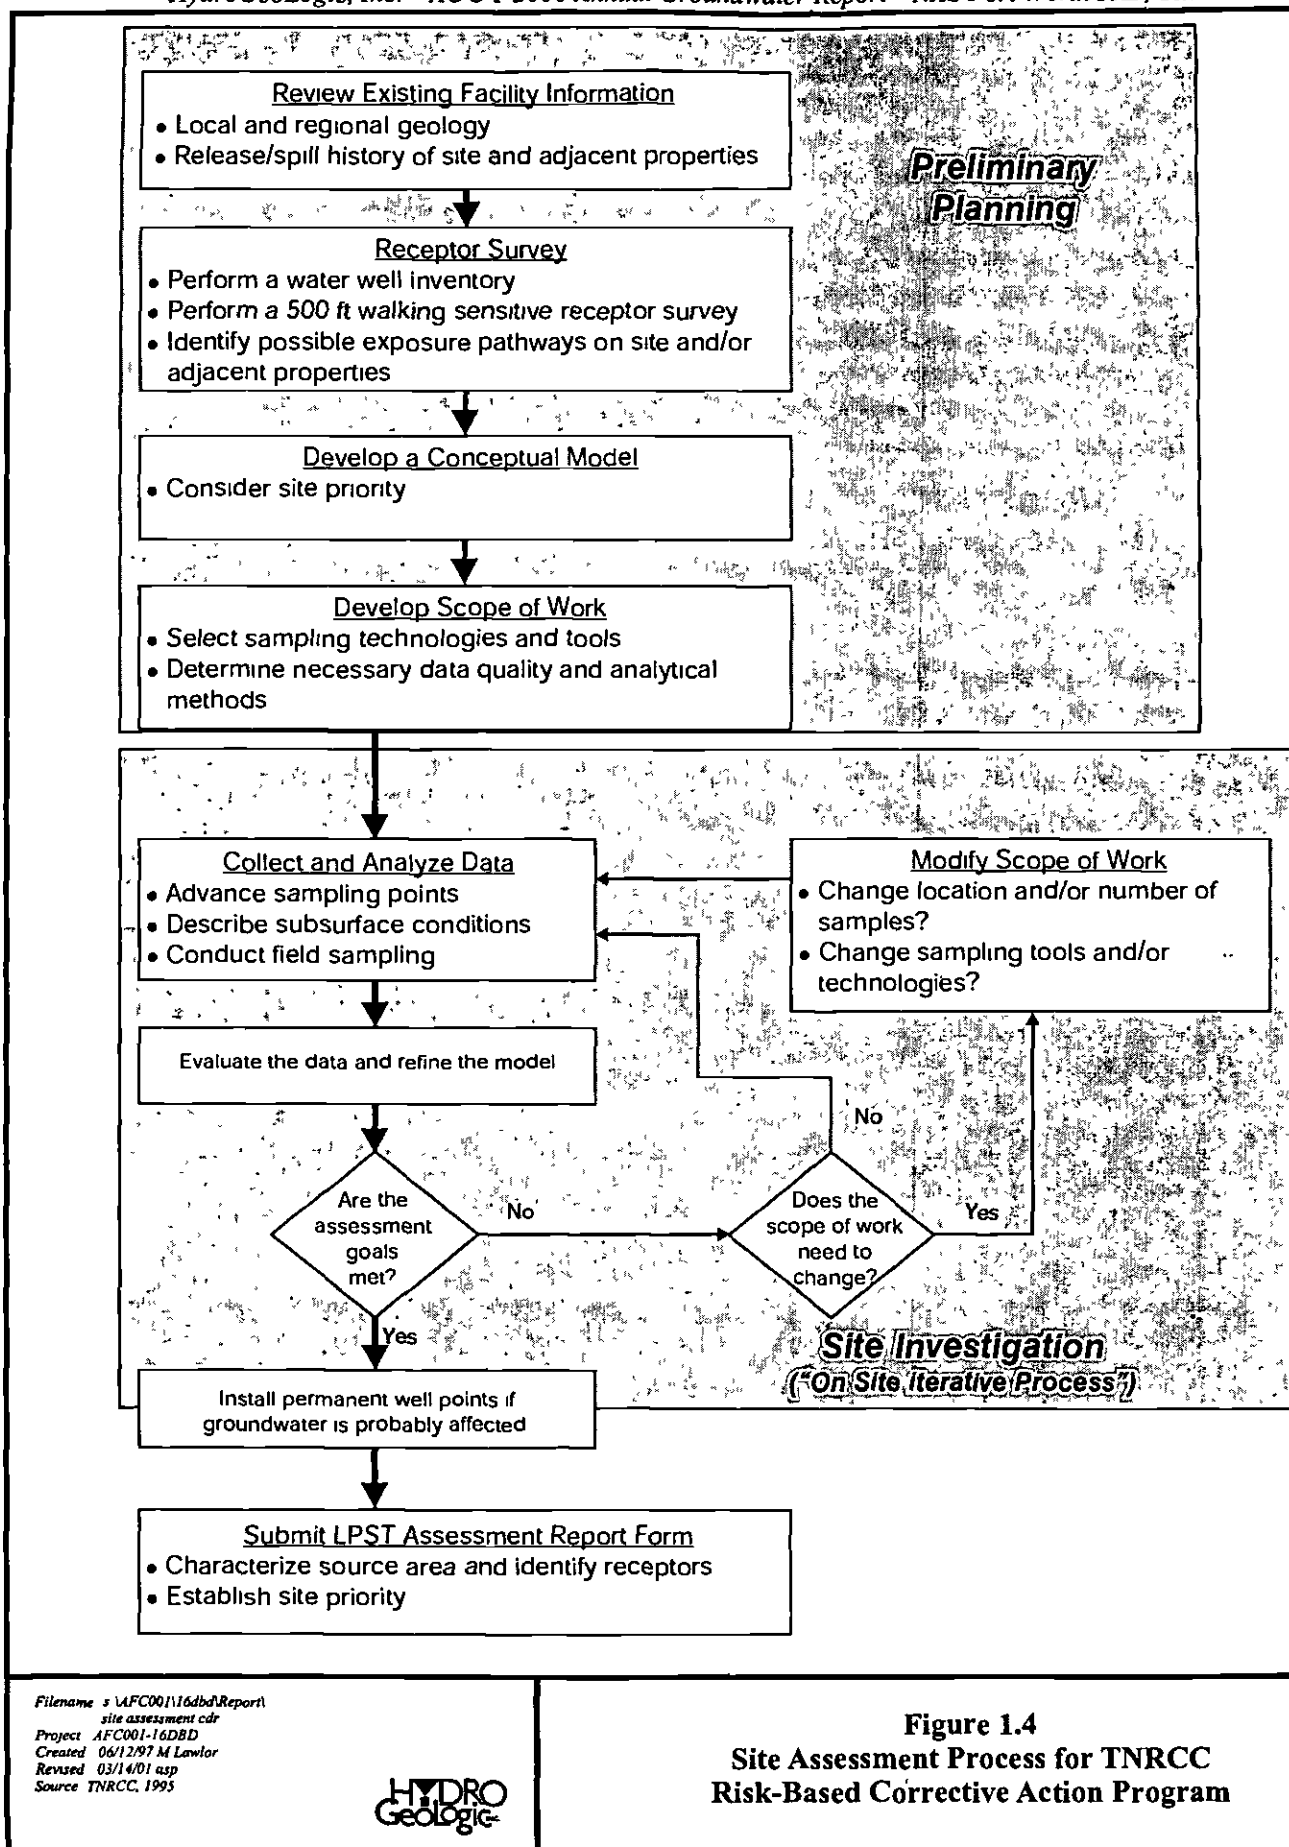 Review Existing Facility Information
• Local and regional geology
• Release/spill history of site and adjacent properties
Preliminary
Planning
Receptor Survey
• Perform a water well inventory
• Perform a 500 ft walking sensitive receptor survey
• Identify possible exposure pathways on site and/or
adjacent properties
Develop a Conceptual Model
• Consider site priority
Develop Scope of Work
• Select sampling technologies and tools
• Determine necessary data quality and analytical
methods
Collect and Analyze Data
• Advance sampling points
• Describe subsurface conditions
• Conduct field sampling
Modify Scope of Work
• Change location and/or number of
samples?
• Change sampling tools and/or
technologies?
Evaluate the data and refine the model
No
Are the
assessment
goals
met?
No
Does the
scope of work
need to
change?
Yes
Yes
Site Investigation
("On Site Iterative Process")
Install permanent well points if
groundwater is probably affected
Submit LPST Assessment Report Form
• Characterize source area and identify receptors
• Establish site priority
Filename s \AFC001\16dbd\Report\
site assessment cdr
Project AFC001-16DBD
Created 06/12/97 M Lawlor
Revised 03/14/01 asp
Source TNRCC, 1995
HYDRO
GeoLogic
Figure 1.4
Site Assessment Process for TNRCC
Risk-Based Corrective Action Program